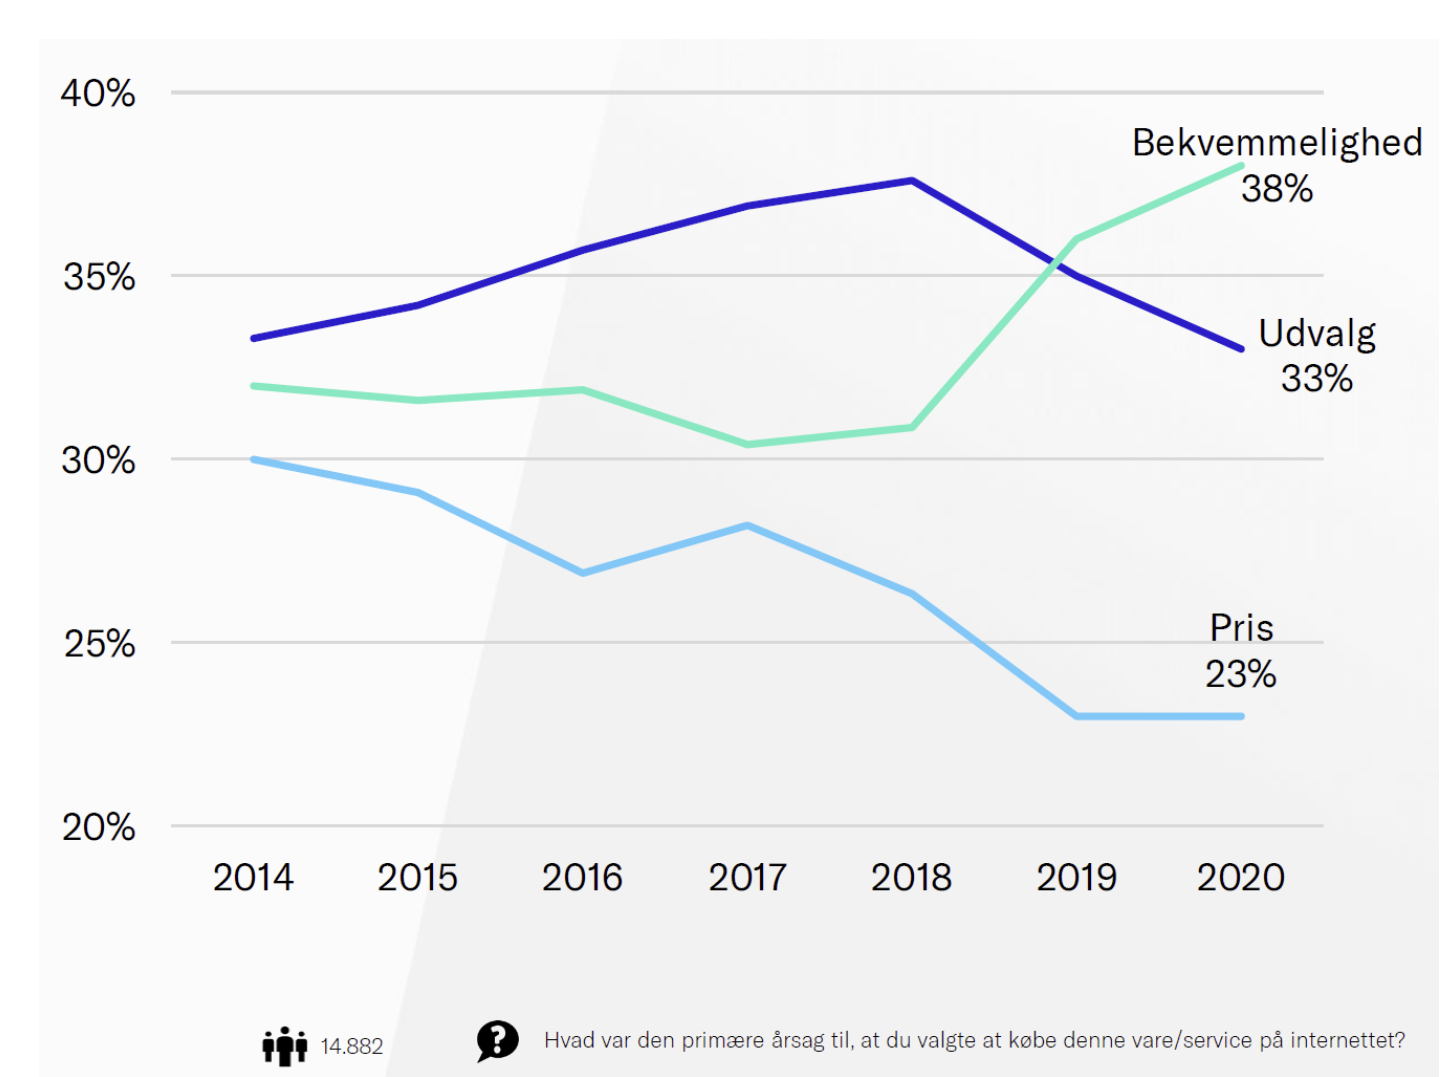 40%
Bekvemmelighed
38%
35%
Udvalg
33%
30%
Pris
25%
23%
20%
2014 2015 2016 2017 2018 2019 2020
14.882
Hvad var den primære årsag til, at du valgte at købe denne vare/service på internettet?